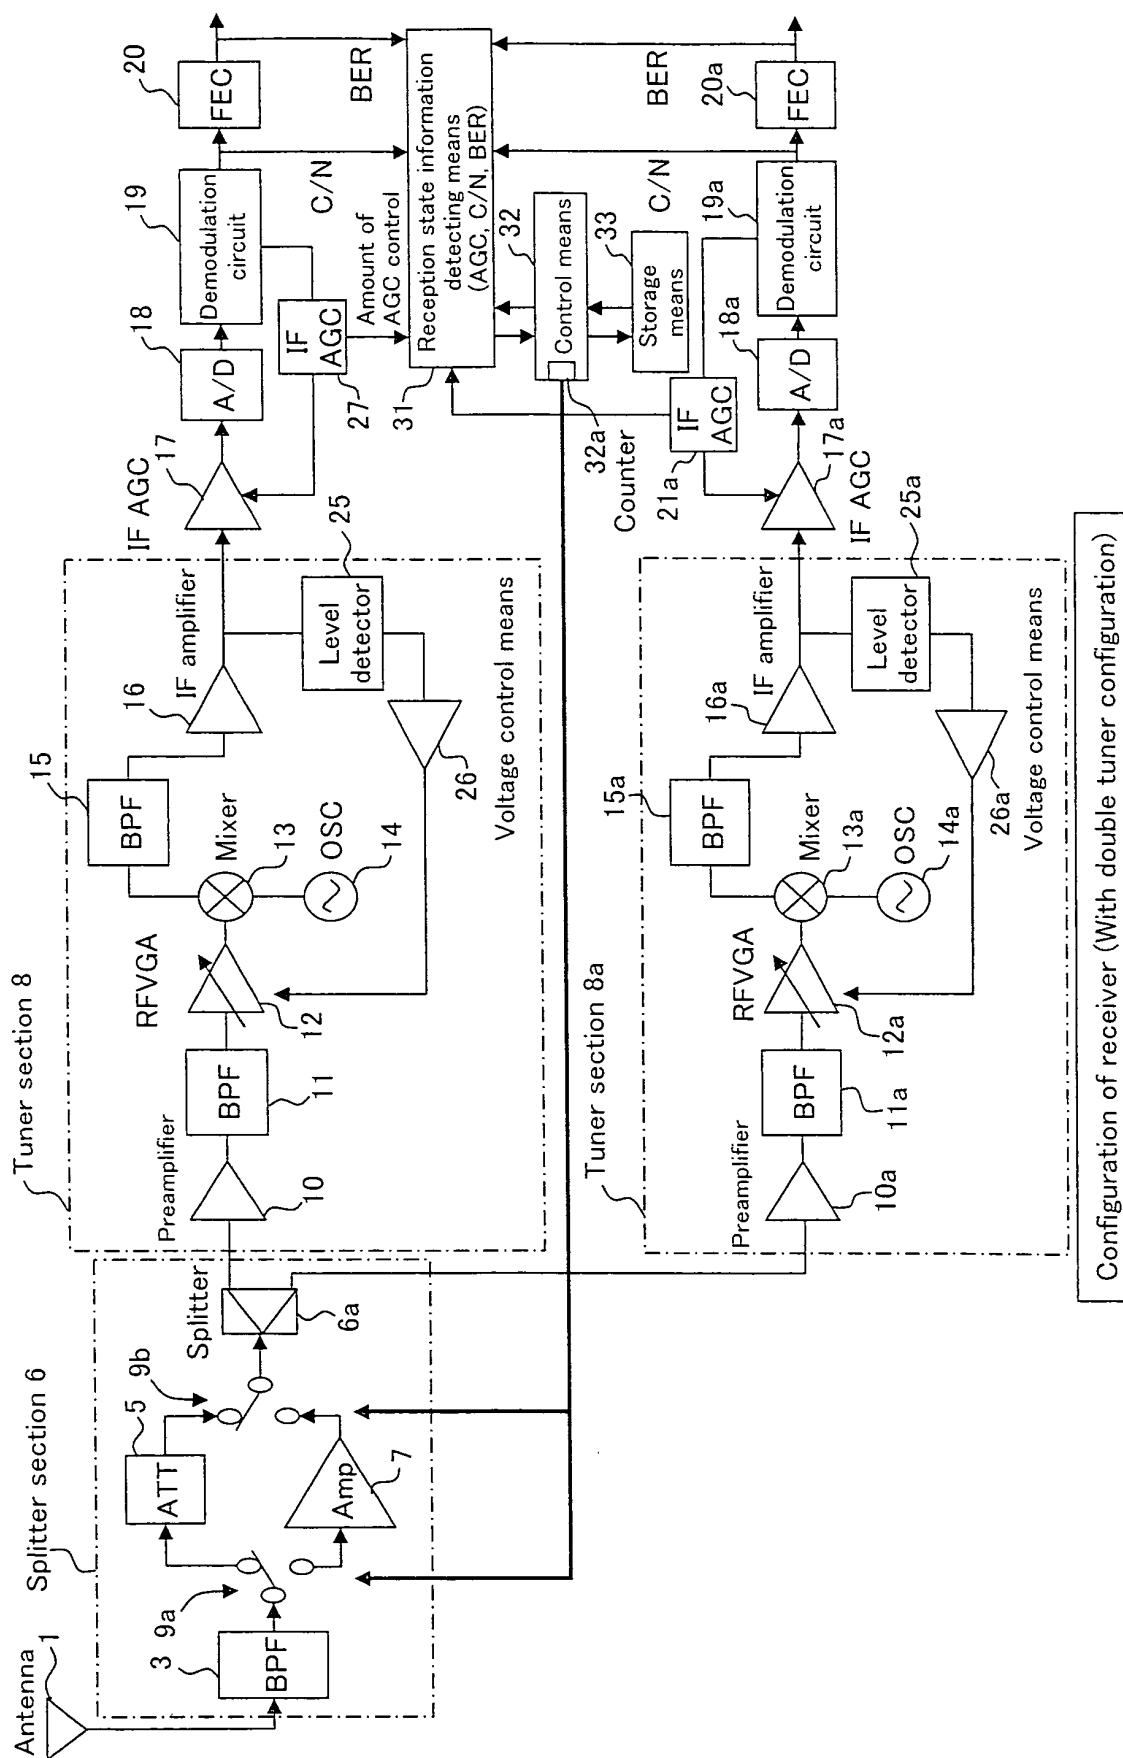 Antenna
1
Splitter section 6
3
BPF
9a
ATT
5
9b
Amp
7
Splitter
6a
Tuner section 8
Preamplifier
10
BPF
11
RFVGA
12
Mixer
13
OSC
14
BPF
15
16
IF amplifier
Level
detector
25
26
Voltage control means
IF AGC
17
A/D
18
Demodulation
circuit
19
FEC
20
IF
AGC
27
Amount of
AGC control
C/N
BER
31
Reception state information
detecting means
(AGC, C/N, BER)
Control means
32
32a
Counter
Storage
means
33
Tuner section 8a
Preamplifier
10a
BPF
11a
RFVGA
12a
Mixer
13a
OSC
14a
BPF
15a
16a
IF amplifier
Level
detector
25a
26a
Voltage control means
IF AGC
17a
IF
AGC
21a
A/D
18a
Demodulation
circuit
19a
FEC
20a
C/N
BER
Configuration of receiver (With double tuner configuration)